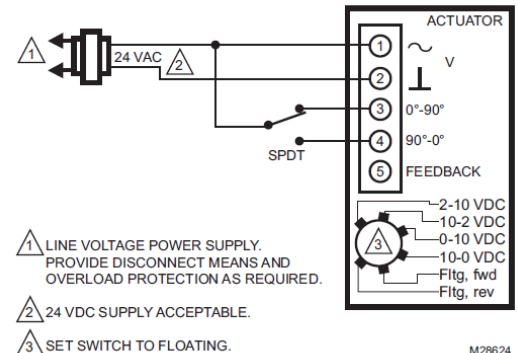 ACTUATOR
1
24 VAC
2
1
V
2
3
0°-90°
4
90°-0°
SPDT
5
FEEDBACK
2-10 VDC
10-2 VDC
0-10 VDC
10-0 VDC
Fltg, fwd
Fltg, rev
3
1 LINE VOLTAGE POWER SUPPLY.
PROVIDE DISCONNECT MEANS AND
OVERLOAD PROTECTION AS REQUIRED.
2 24 VDC SUPPLY ACCEPTABLE.
3 SET SWITCH TO FLOATING.
M28624